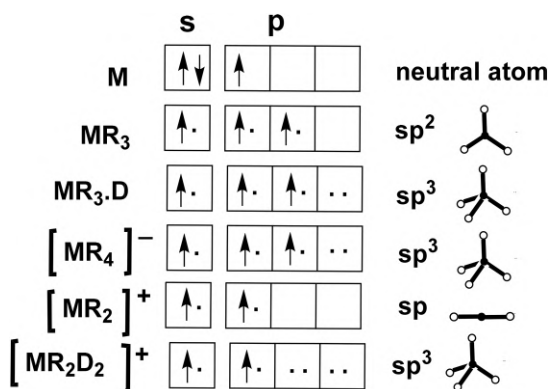 s p
M neutral atom
MR₃ sp²
MR₃.D sp³
[MR₄]⁻ sp³
[MR₂]⁺ sp
[MR₂D₂]⁺ sp³